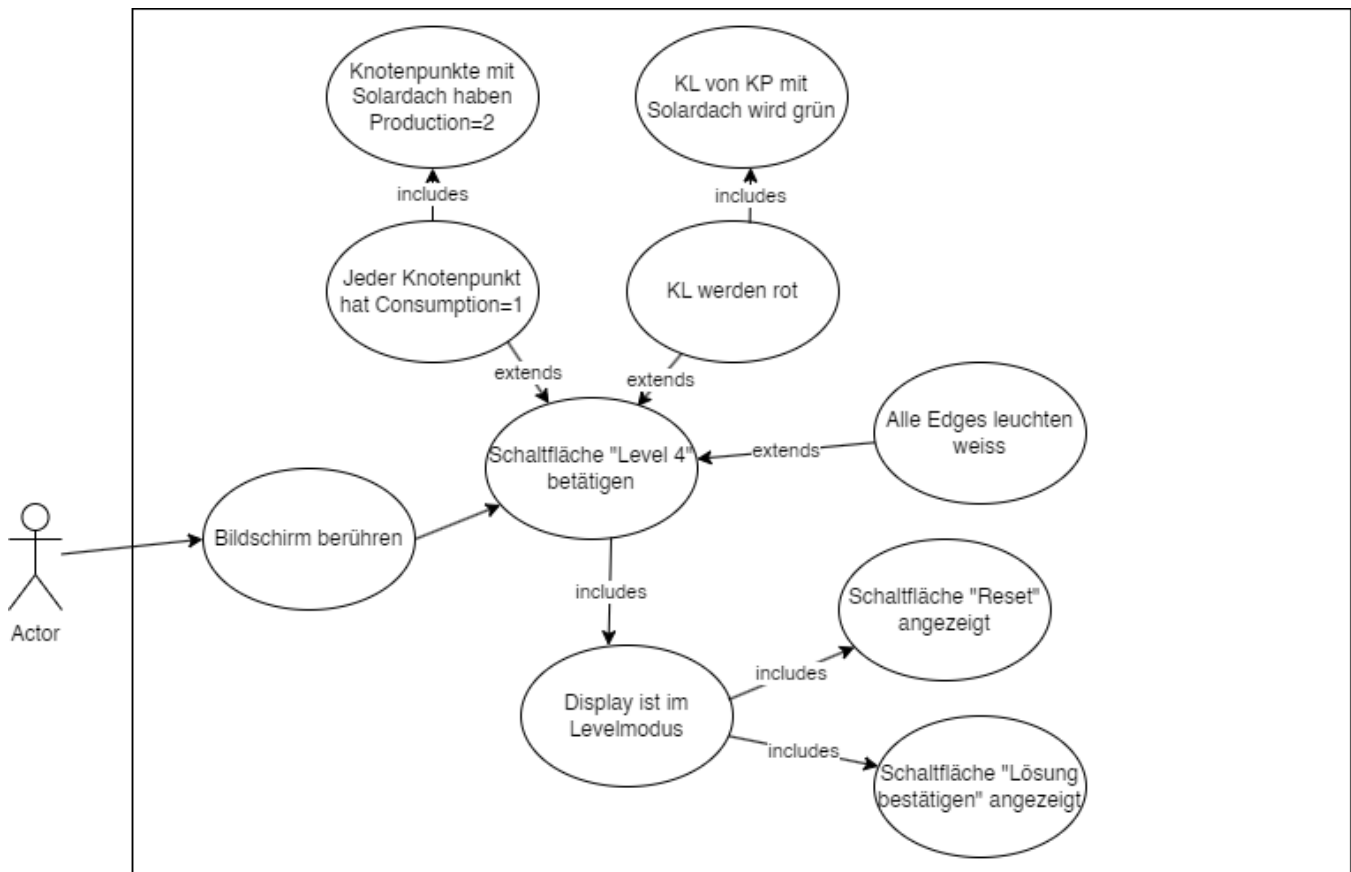 Knotenpunkte mit
Solardach haben
Production=2
KL von KP mit
Solardach wird grün
includes
includes
Jeder Knotenpunkt
hat Consumption=1
KL werden rot
extends
extends
Alle Edges leuchten
weiss
extends
Schaltfläche "Level 4"
betätigen
Bildschirm berühren
Actor
includes
Schaltfläche "Reset"
angezeigt
includes
Display ist im
Levelmodus
includes
Schaltfläche "Lösung
bestätigen" angezeigt